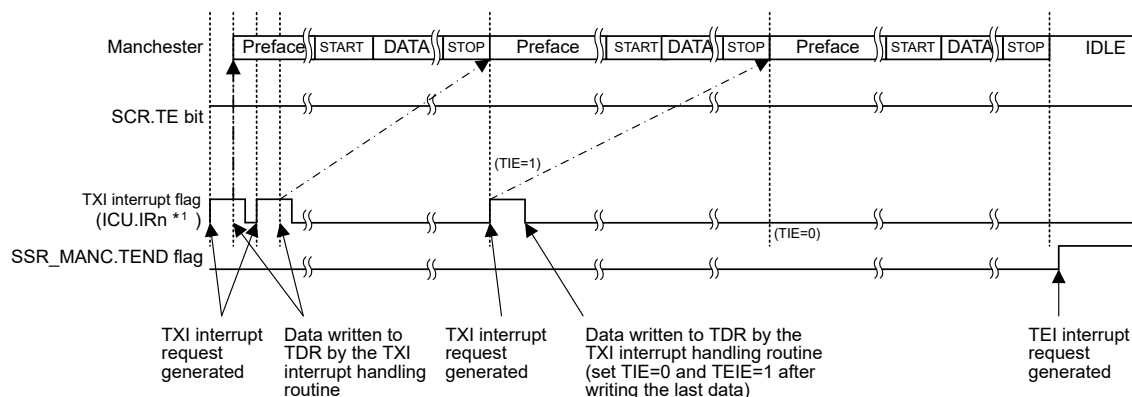 Manchester Preface START DATA STOP Preface START DATA STOP Preface START DATA STOP IDLE
SCR.TE bit
(TIE=1)
TXI interrupt flag
(ICU.IRn *1 )
(TIE=0)
SSR_MANC.TEND flag
TXI interrupt
request
generated
Data written to
TDR by the TXI
interrupt handling
routine
TXI interrupt
request
generated
Data written to TDR by the
TXI interrupt handling routine
(set TIE=0 and TEIE=1 after
writing the last data)
TEI interrupt
request
generated